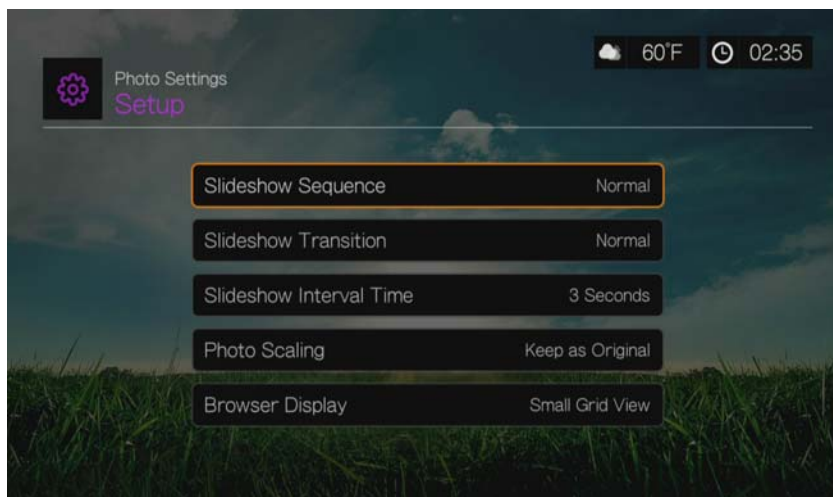 60°F 02:35
Photo Settings
Setup
Slideshow Sequence Normal
Slideshow Transition Normal
Slideshow Interval Time 3 Seconds
Photo Scaling Keep as Original
Browser Display Small Grid View